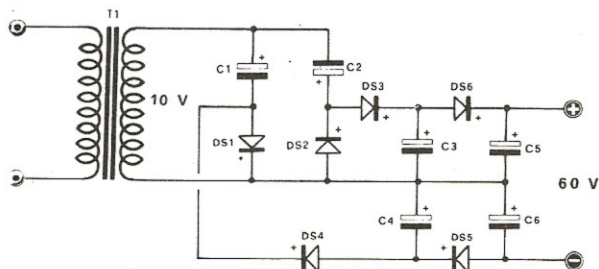 T1
10 V
C1
+
C2
+
DS1
+
DS2
+
DS3
+
DS6
+
C3
+
C5
+
C4
+
C6
+
DS4
+
DS5
+
+
60 V
−